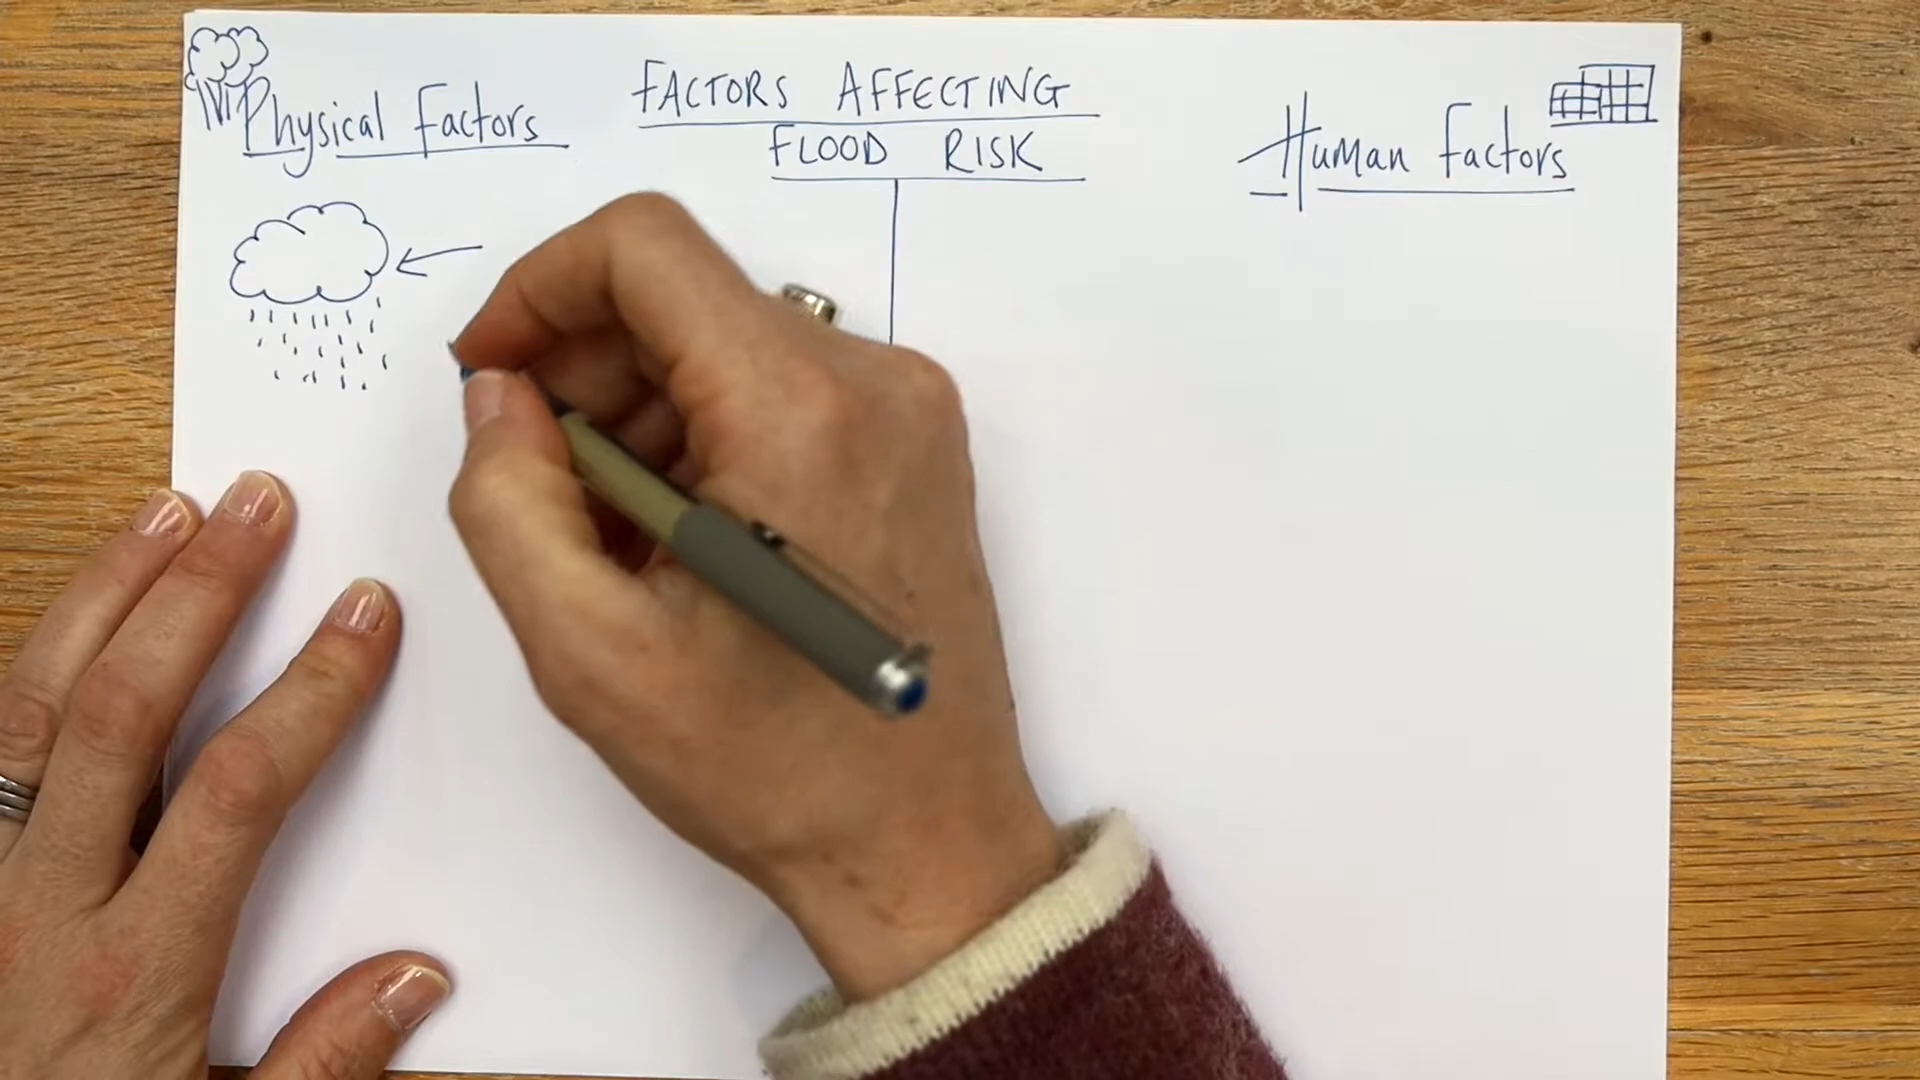 FACTORS AFFECTING
FLOOD RISK
Physical Factors
Human Factors